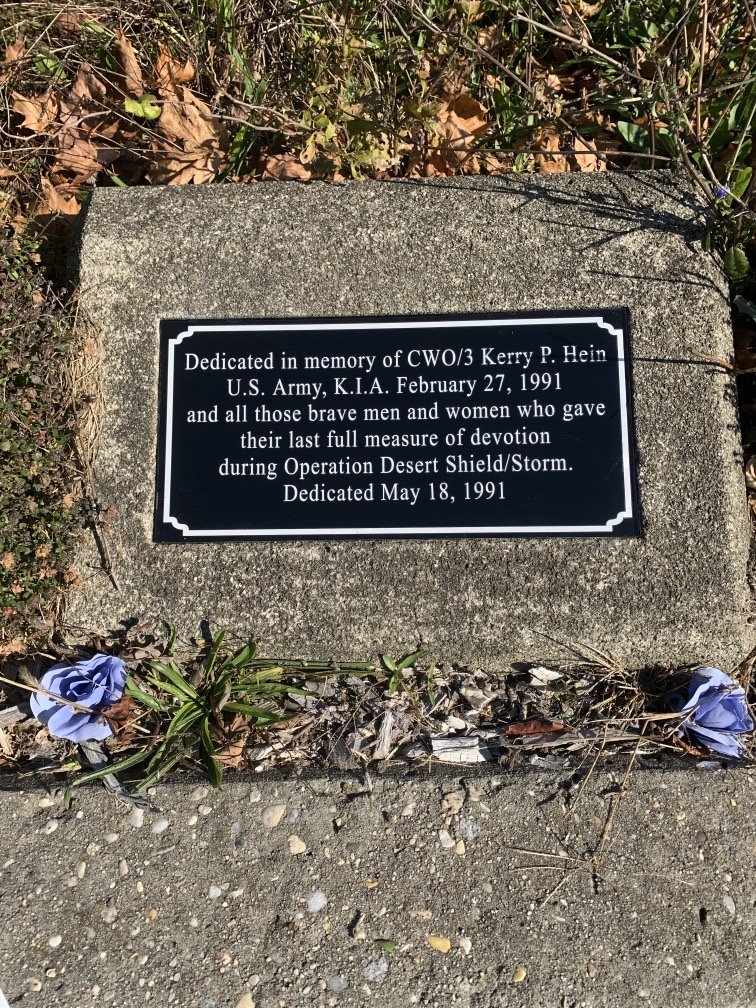 Dedicated in memory of CWO/3 Kerry P. Hein
U.S. Army, K.I.A. February 27, 1991
and all those brave men and women who gave
their last full measure of devotion
during Operation Desert Shield/Storm.
Dedicated May 18, 1991